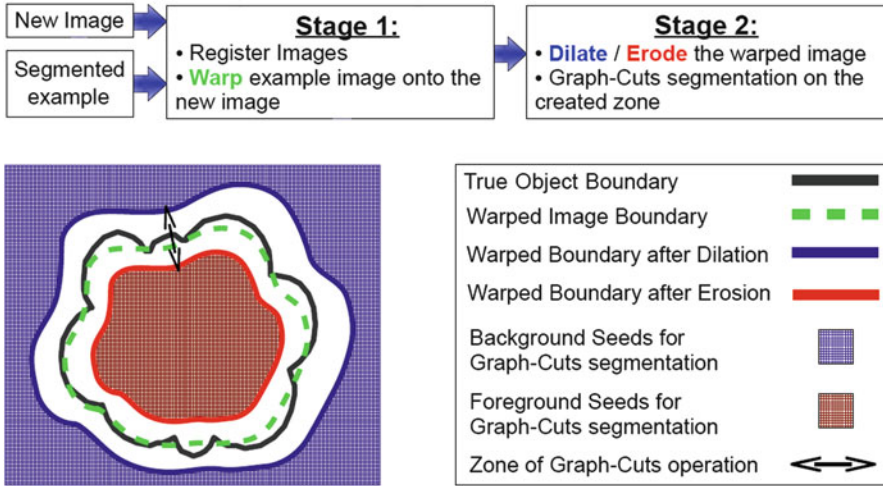 New Image
Segmented
example
Stage 1:
• Register Images
• Warp example image onto the
new image
Stage 2:
• Dilate / Erode the warped image
• Graph-Cuts segmentation on the
created zone
True Object Boundary
Warped Image Boundary
Warped Boundary after Dilation
Warped Boundary after Erosion
Background Seeds for
Graph-Cuts segmentation
Foreground Seeds for
Graph-Cuts segmentation
Zone of Graph-Cuts operation